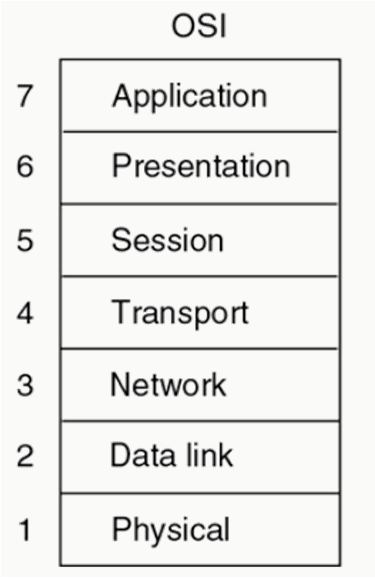 OSI
7 Application
6 Presentation
5 Session
4 Transport
3 Network
2 Data link
1 Physical